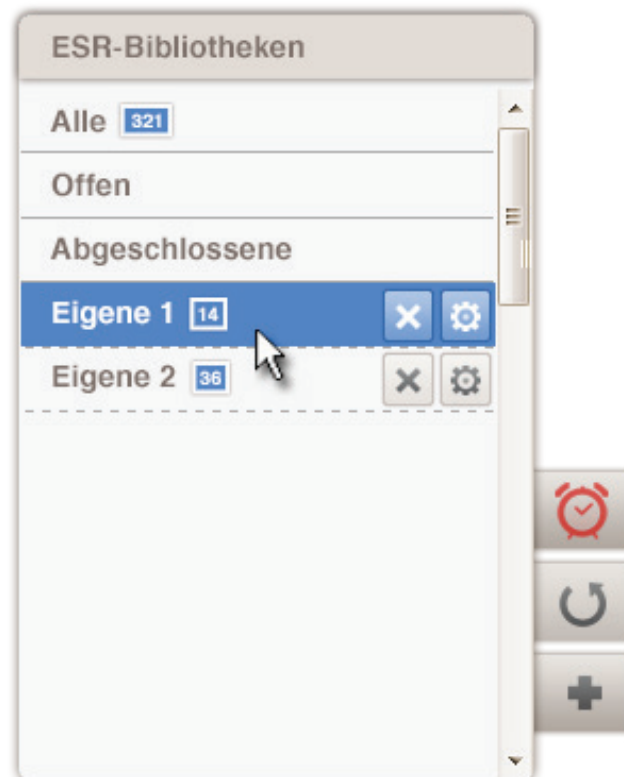 ESR-Bibliotheken
Alle 321
Offen
Abgeschlossene
Eigene 1 14
Eigene 2 36